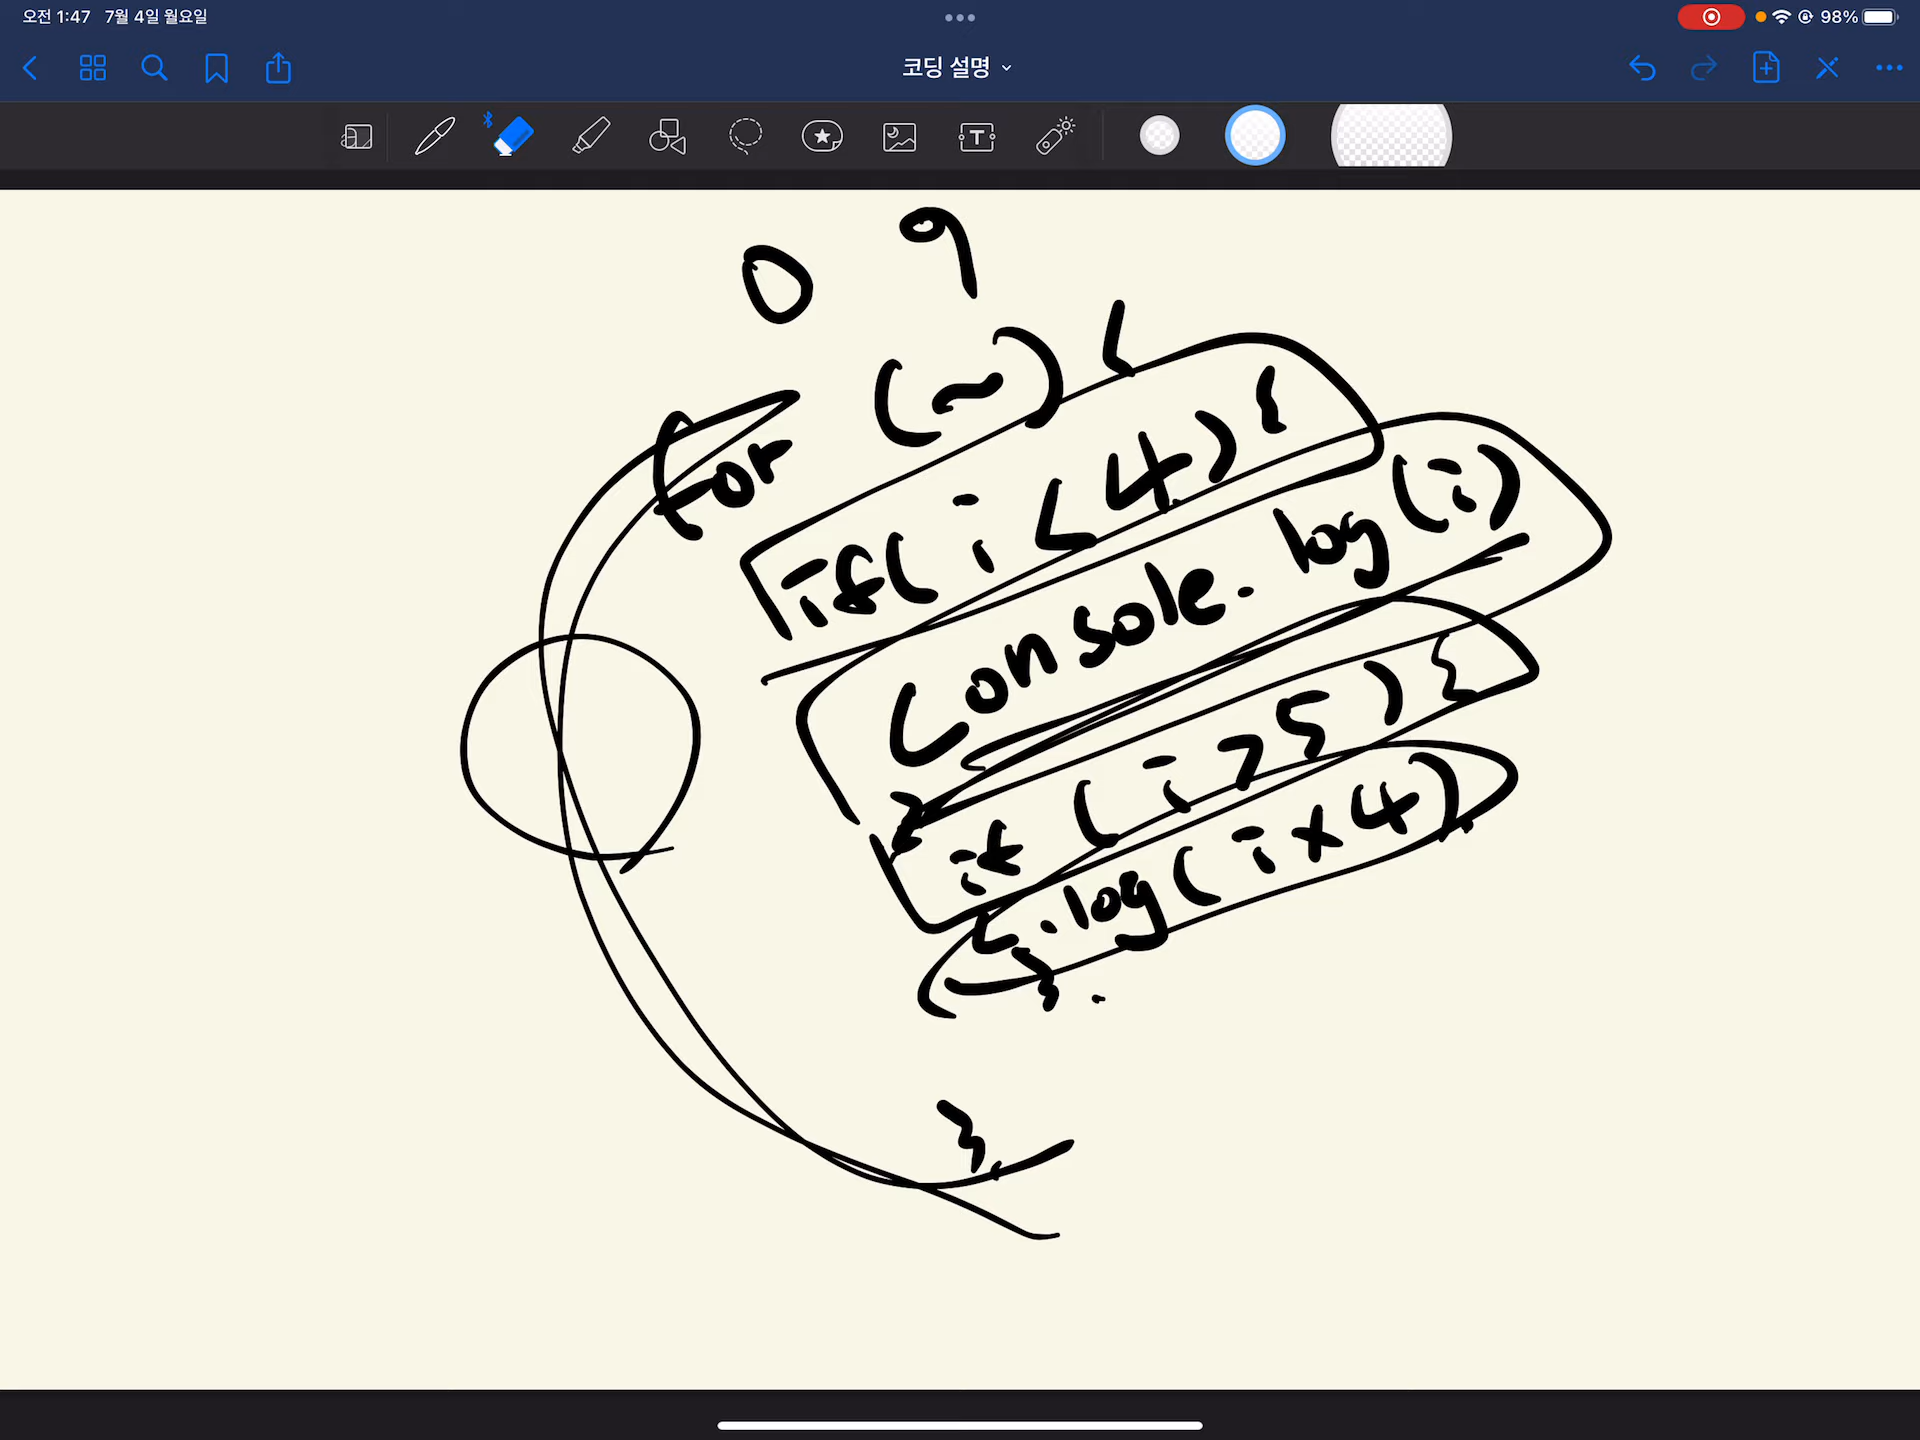 오전 1:47 7월 4일 월요일
98%
코딩 설명
0 9
for (~) {
if( i < 4) {
Console. log(i)
}
if ( i > 5 ) {
C.log( i x 4)
}
}